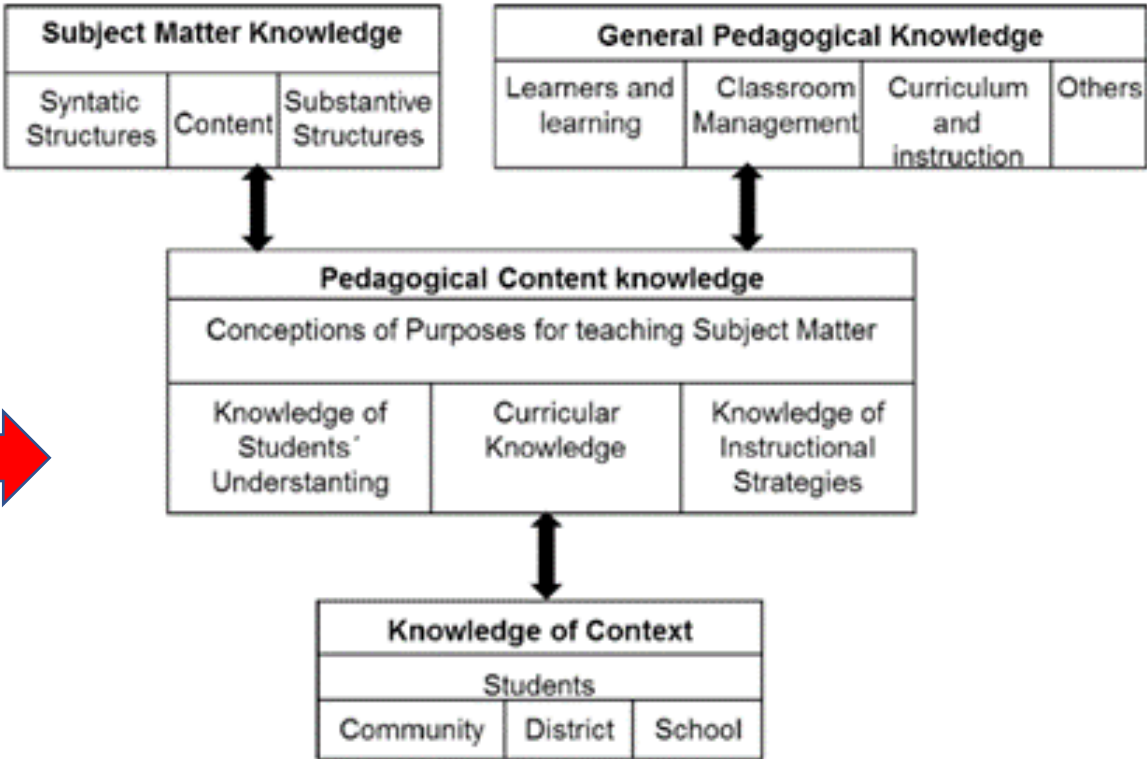 Subject Matter Knowledge
Syntatic
Structures
Content
Substantive
Structures
General Pedagogical Knowledge
Learners and
learning
Classroom
Management
Curriculum
and
instruction
Others
Pedagogical Content knowledge
Conceptions of Purposes for teaching Subject Matter
Knowledge of
Students´
Understanting
Curricular
Knowledge
Knowledge of
Instructional
Strategies
Knowledge of Context
Students
Community
District
School